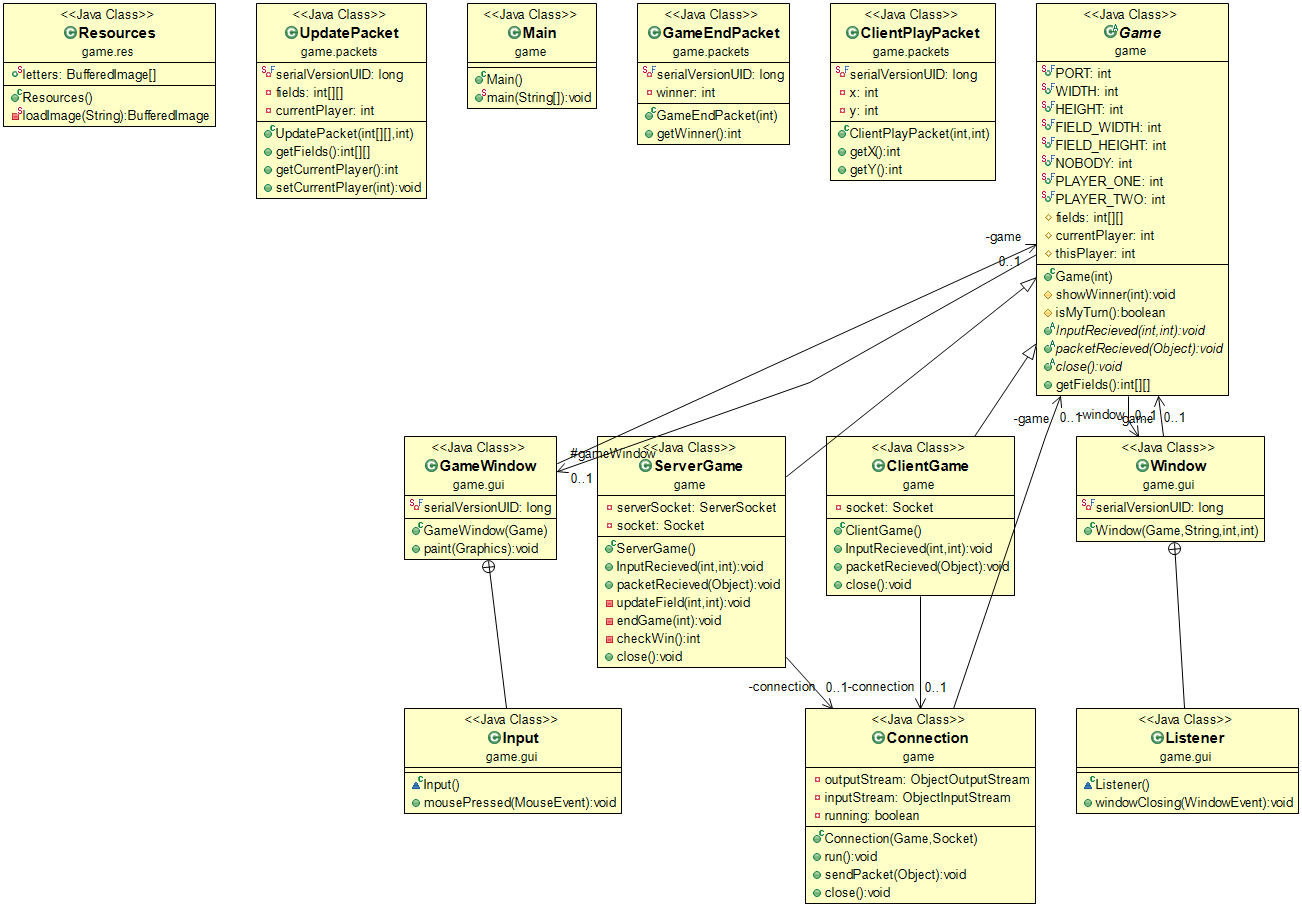 <<Java Class>>
Resources
game.res
letters: BufferedImage[]
Resources()
loadImage(String):BufferedImage
<<Java Class>>
UpdatePacket
game.packets
serialVersionUID: long
fields: int[][]
currentPlayer: int
UpdatePacket(int[][],int)
getFields():int[][]
getCurrentPlayer():int
setCurrentPlayer(int):void
<<Java Class>>
Main
game
Main()
main(String[]):void
<<Java Class>>
GameEndPacket
game.packets
serialVersionUID: long
winner: int
GameEndPacket(int)
getWinner():int
<<Java Class>>
ClientPlayPacket
game.packets
serialVersionUID: long
x: int
y: int
ClientPlayPacket(int,int)
getX():int
getY():int
<<Java Class>>
Game
game
PORT: int
WIDTH: int
HEIGHT: int
FIELD_WIDTH: int
FIELD_HEIGHT: int
NOBODY: int
PLAYER_ONE: int
PLAYER_TWO: int
fields: int[][]
currentPlayer: int
thisPlayer: int
Game(int)
showWinner(int):void
isMyTurn():boolean
InputRecieved(int,int):void
packetRecieved(Object):void
close():void
getFields():int[][]
-game
0..1
-game
0..1
-window
0..1
-game
0..1
#gameWindow
0..1
<<Java Class>>
GameWindow
game.gui
serialVersionUID: long
GameWindow(Game)
paint(Graphics):void
<<Java Class>>
ServerGame
game
serverSocket: ServerSocket
socket: Socket
ServerGame()
InputRecieved(int,int):void
packetRecieved(Object):void
updateField(int,int):void
endGame(int):void
checkWin():int
close():void
<<Java Class>>
ClientGame
game
socket: Socket
ClientGame()
InputRecieved(int,int):void
packetRecieved(Object):void
close():void
<<Java Class>>
Window
game.gui
serialVersionUID: long
Window(Game,String,int,int)
-connection
0..1
-connection
0..1
<<Java Class>>
Input
game.gui
Input()
mousePressed(MouseEvent):void
<<Java Class>>
Connection
game
outputStream: ObjectOutputStream
inputStream: ObjectInputStream
running: boolean
Connection(Game,Socket)
run():void
sendPacket(Object):void
close():void
<<Java Class>>
Listener
game.gui
Listener()
windowClosing(WindowEvent):void